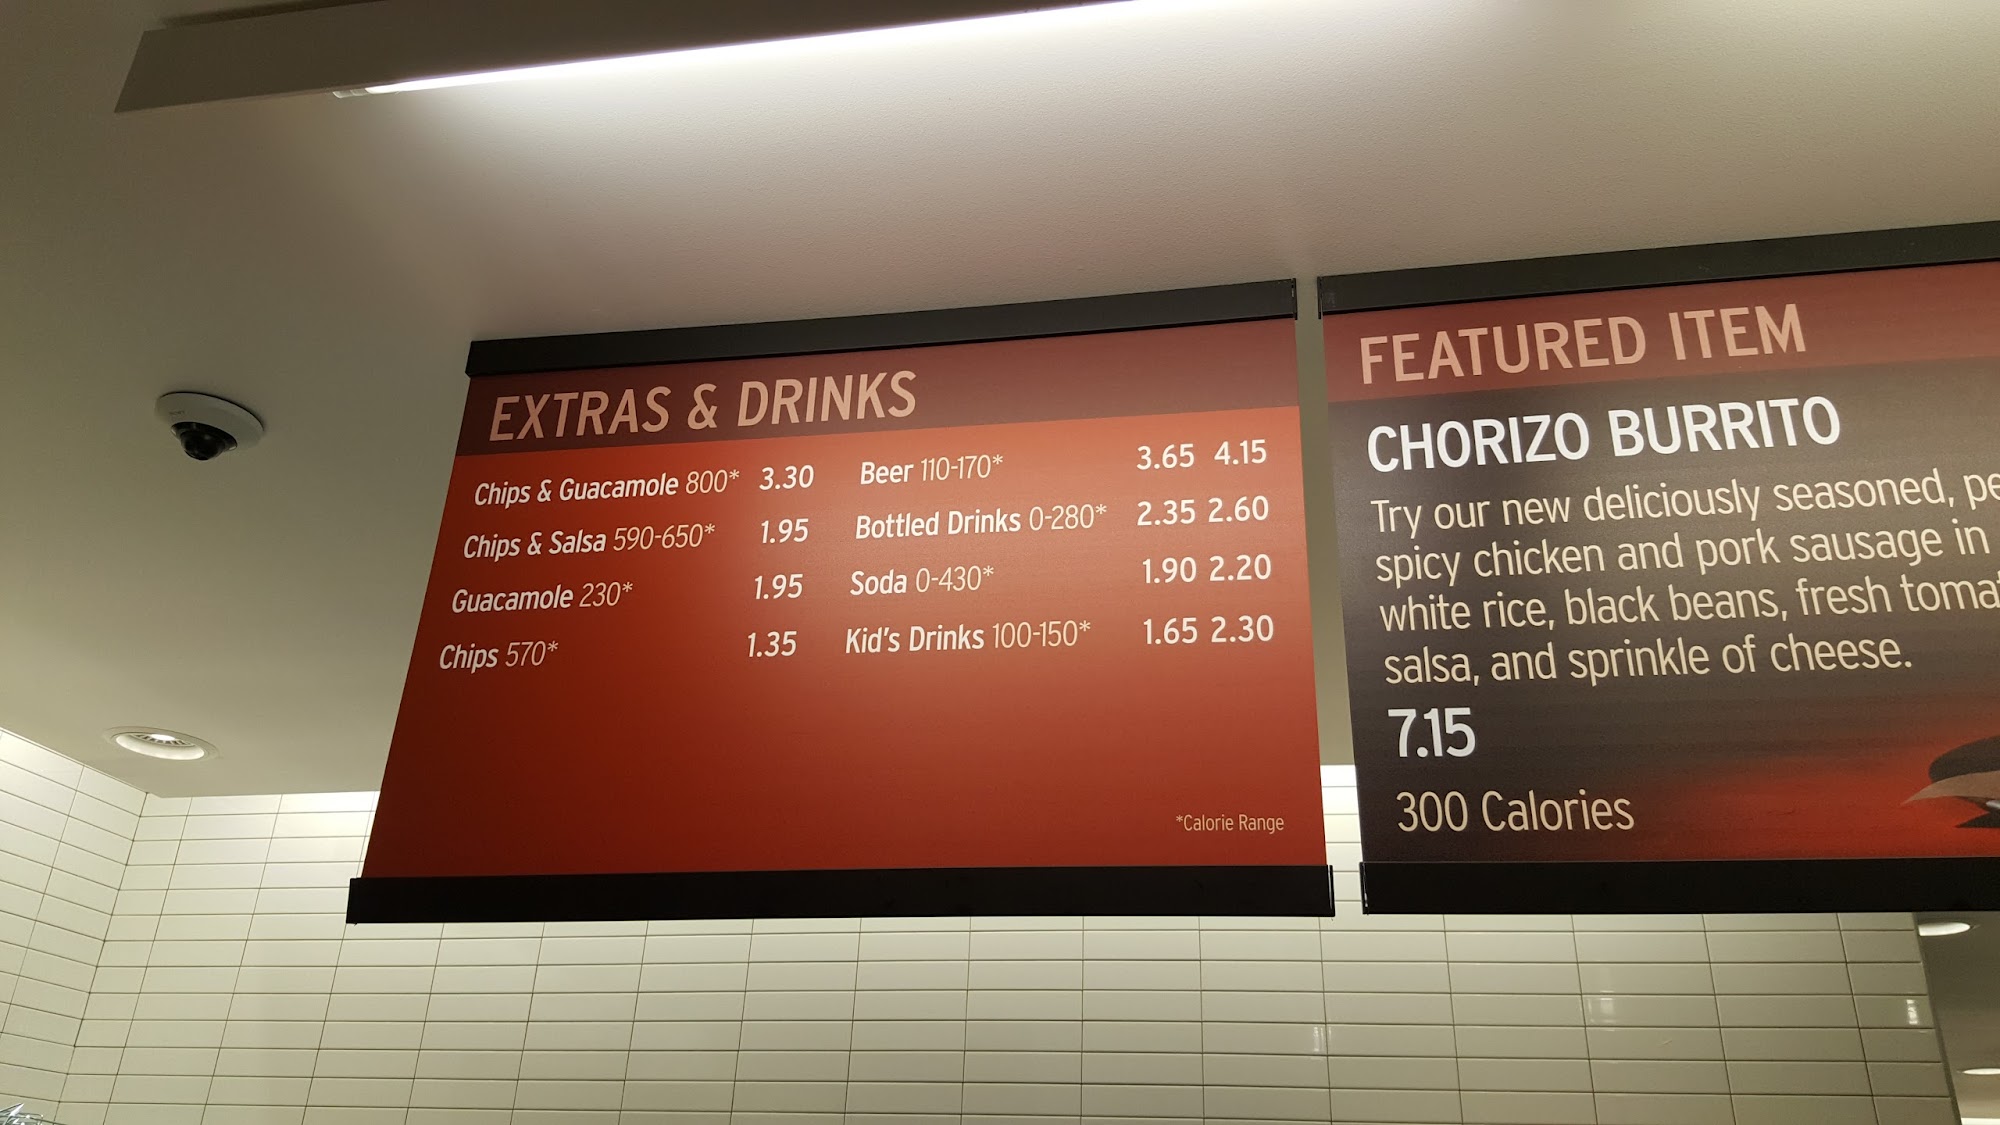 EXTRAS & DRINKS
Chips & Guacamole 800* 3.30
Chips & Salsa 590-650* 1.95
Guacamole 230* 1.95
Chips 570* 1.35
Beer 110-170* 3.65 4.15
Bottled Drinks 0-280* 2.35 2.60
Soda 0-430* 1.90 2.20
Kid's Drinks 100-150* 1.65 2.30
*Calorie Range
FEATURED ITEM
CHORIZO BURRITO
Try our new deliciously seasoned,
spicy chicken and pork sausage in
white rice, black beans, fresh
salsa, and sprinkle of cheese.
7.15
300 Calories